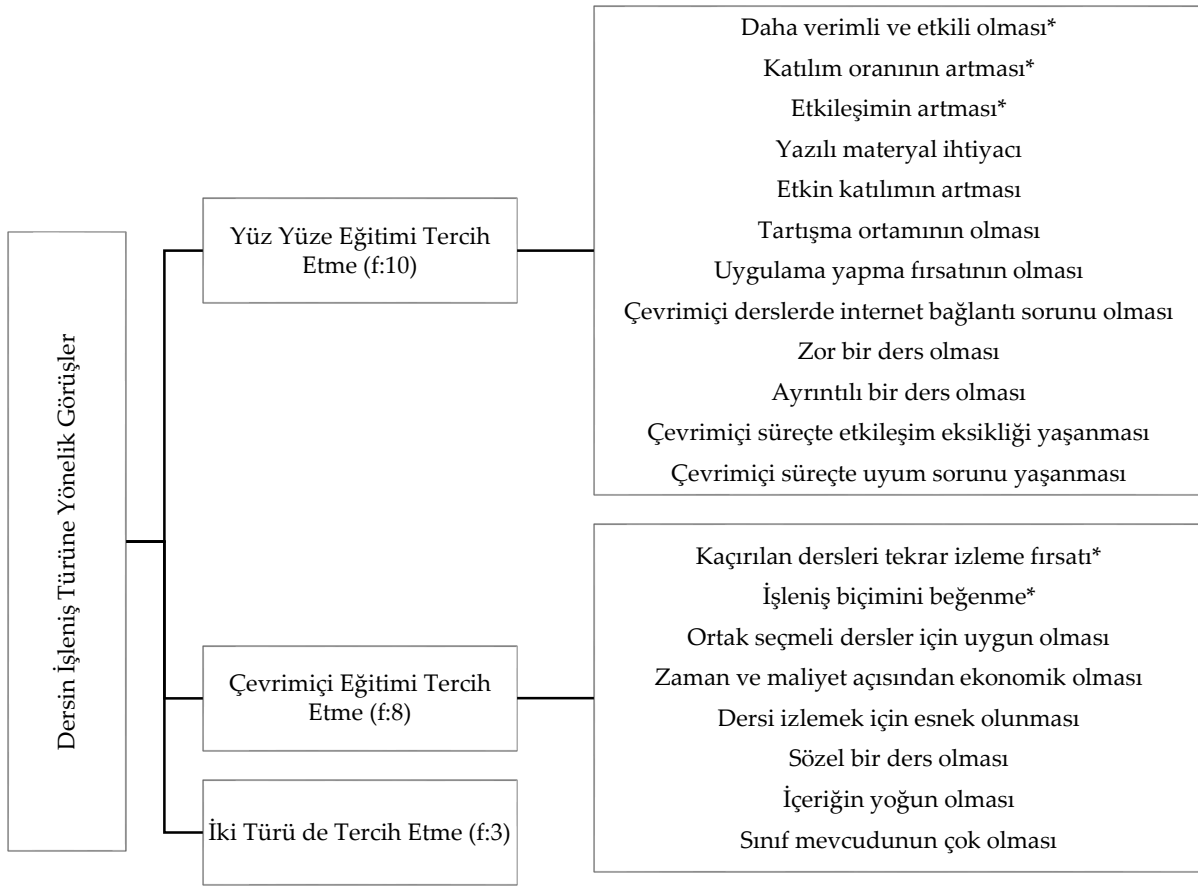 Dersin İşleniş Türüne Yönelik Görüşler
Yüz Yüze Eğitimi Tercih
Etme (f:10)
Daha verimli ve etkili olması*
Katılım oranının artması*
Etkileşimin artması*
Yazılı materyal ihtiyacı
Etkin katılımın artması
Tartışma ortamının olması
Uygulama yapma fırsatının olması
Çevrimiçi derslerde internet bağlantı sorunu olması
Zor bir ders olması
Ayrıntılı bir ders olması
Çevrimiçi süreçte etkileşim eksikliği yaşanması
Çevrimiçi süreçte uyum sorunu yaşanması
Çevrimiçi Eğitimi Tercih
Etme (f:8)
Kaçırılan dersleri tekrar izleme fırsatı*
İşleniş biçimini beğenme*
Ortak seçmeli dersler için uygun olması
Zaman ve maliyet açısından ekonomik olması
Dersi izlemek için esnek olunması
Sözel bir ders olması
İçeriğin yoğun olması
Sınıf mevcudunun çok olması
İki Türü de Tercih Etme (f:3)